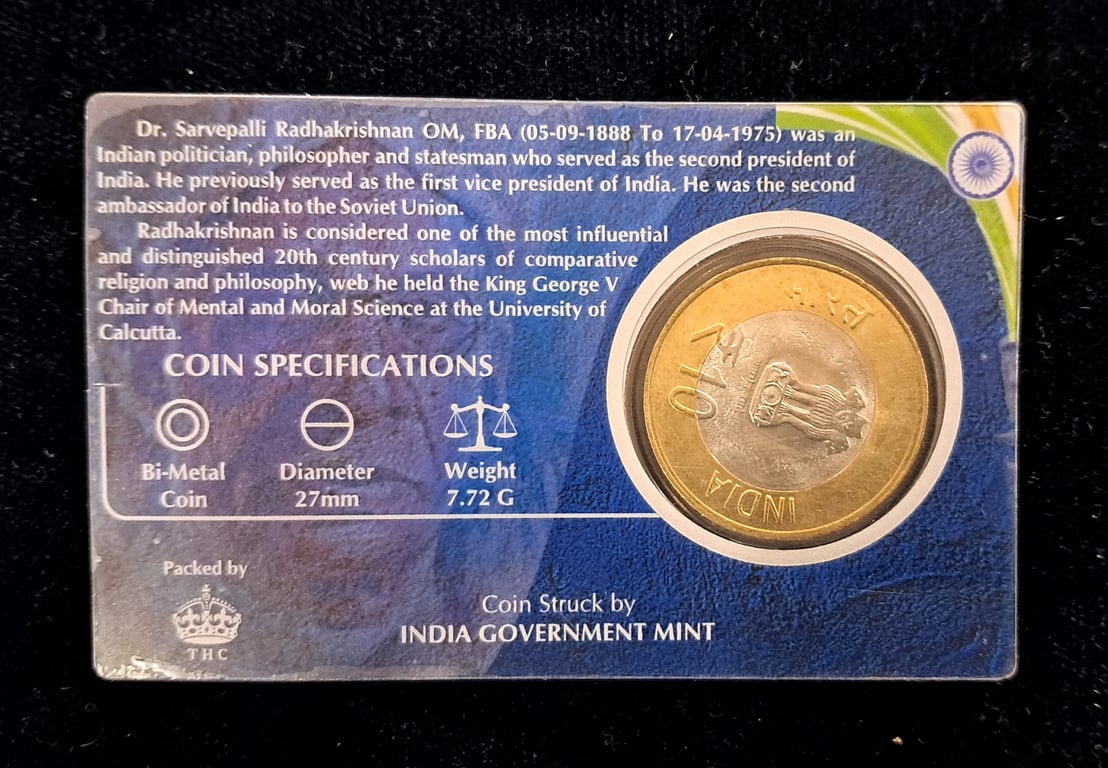 Dr. Sarvepalli Radhakrishnan OM, FBA (05-09-1888 To 17-04-1975) was an
Indian politician, philosopher and statesman who served as the second president of
India. He previously served as the first vice president of India. He was the second
ambassador of India to the Soviet Union.
Radhakrishnan is considered one of the most influential
and distinguished 20th century scholars of comparative
religion and philosophy, web he held the King George V
Chair of Mental and Moral Science at the University of
Calcutta.
COIN SPECIFICATIONS
Bi-Metal
Coin
Diameter
27mm
Weight
7.72 G
भारत
₹10
INDIA
Packed by
THC
Coin Struck by
INDIA GOVERNMENT MINT